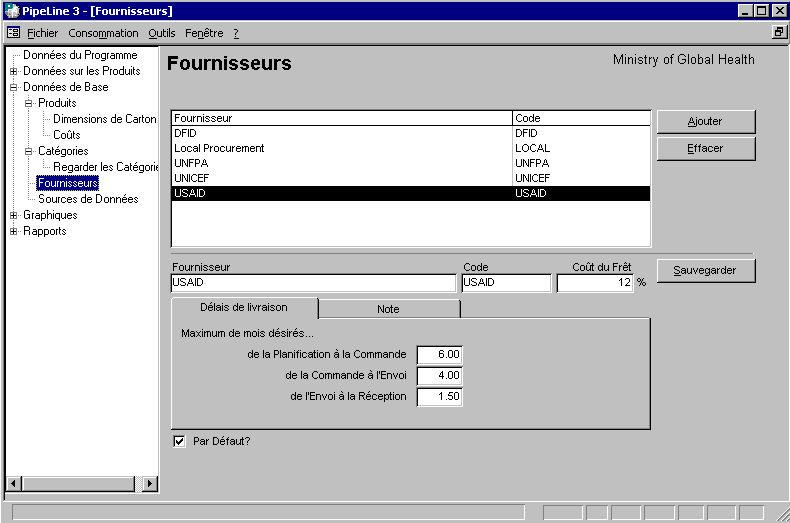 PipeLine 3 - [Fournisseurs]
Fichier Consommation Outils Fenêtre ?
Données du Programme
Données sur les Produits
Données de Base
Produits
Dimensions de Carton
Coûts
Catégories
Regarder les Catégorie
Fournisseurs
Sources de Données
Graphiques
Rapports
Fournisseurs
Ministry of Global Health
Fournisseur Code
DFID DFID
Local Procurement LOCAL
UNFPA UNFPA
UNICEF UNICEF
USAID USAID
Ajouter
Effacer
Fournisseur Code Coût du Frêt
USAID USAID 12 %
Sauvegarder
Délais de livraison Note
Maximum de mois désirés...
de la Planification à la Commande 6.00
de la Commande à l'Envoi 4.00
de l'Envoi à la Réception 1.50
Par Défaut?